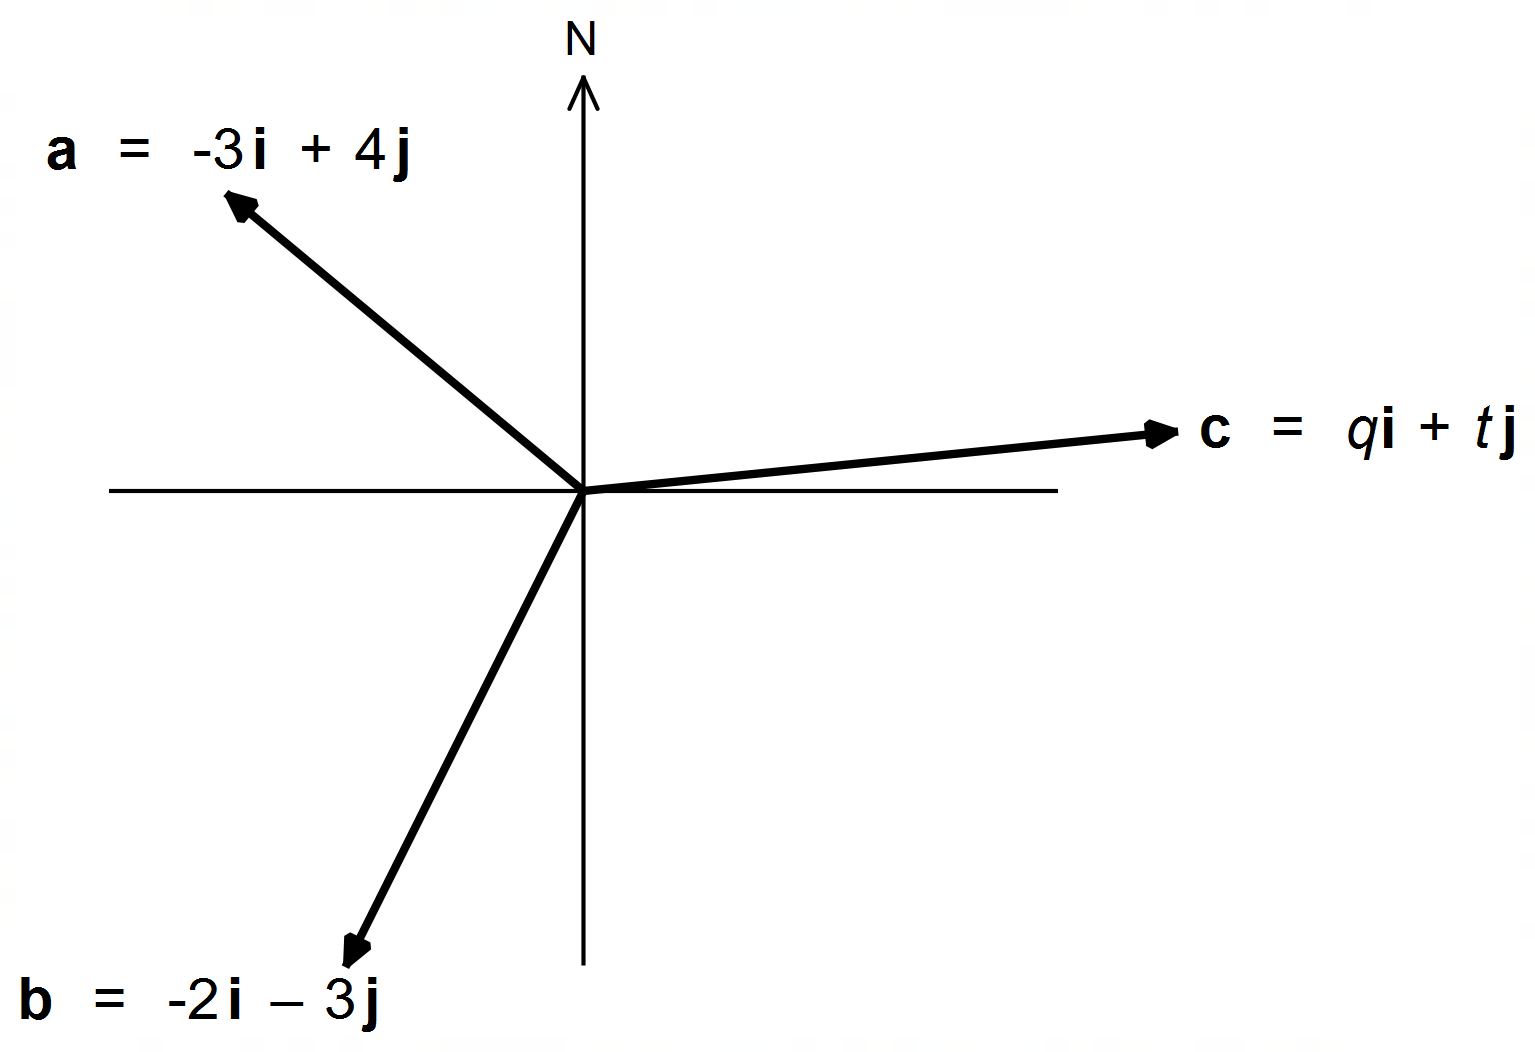 N
a = -3i + 4j
c = qi + tj
b = -2i – 3j